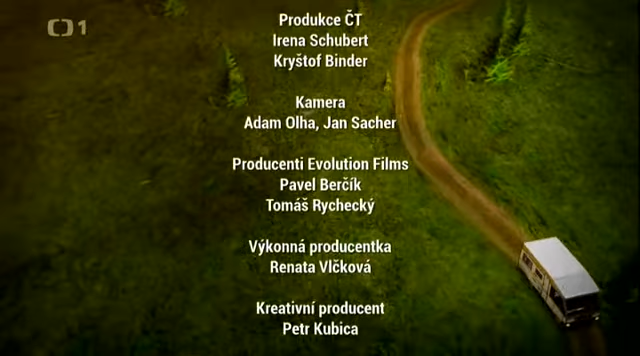 1
Produkce ČT
Irena Schubert
Kryštof Binder
Kamera
Adam Olha, Jan Sacher
Producenti Evolution Films
Pavel Berčík
Tomáš Rychecký
Výkonná producentka
Renata Vlčková
Kreativní producent
Petr Kubica